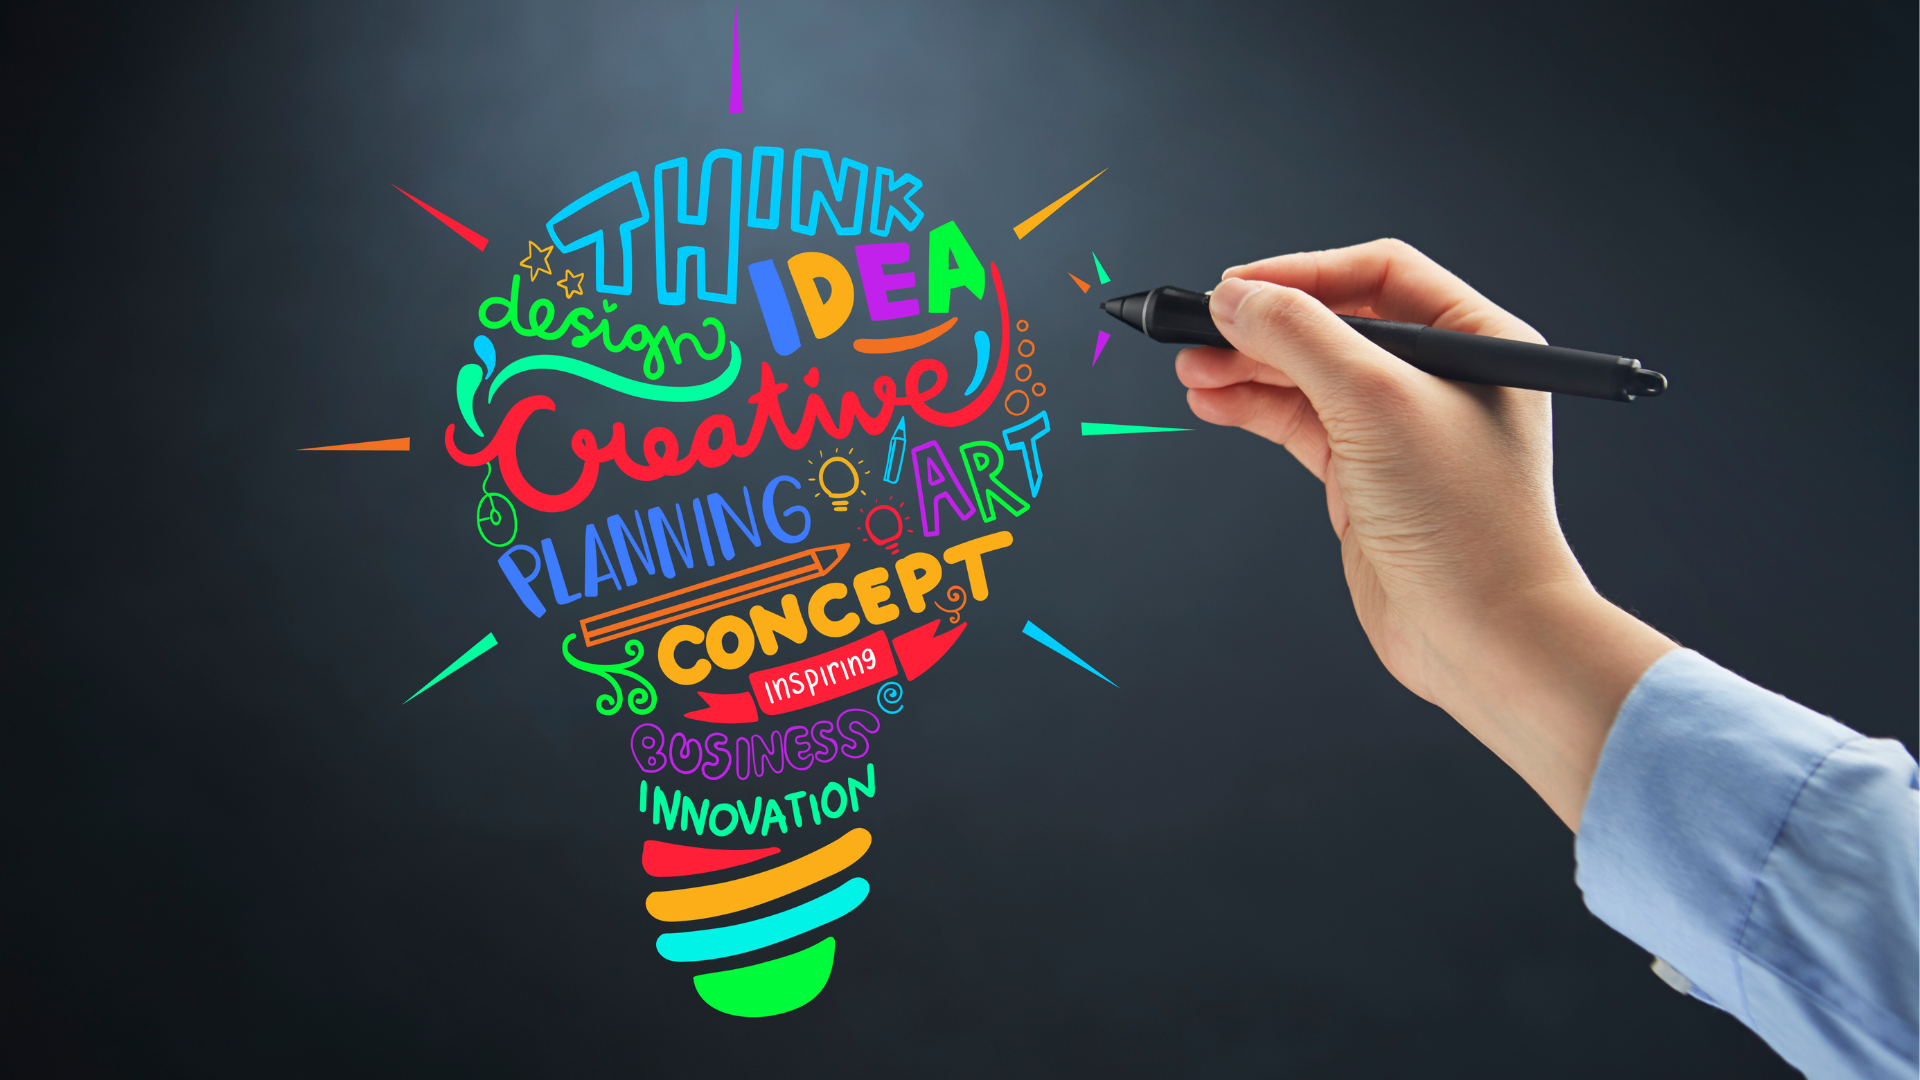 THINK
IDEA
design
Creative
ART
PLANNING
CONCEPT
inspiring
BUSINESS
INNOVATION